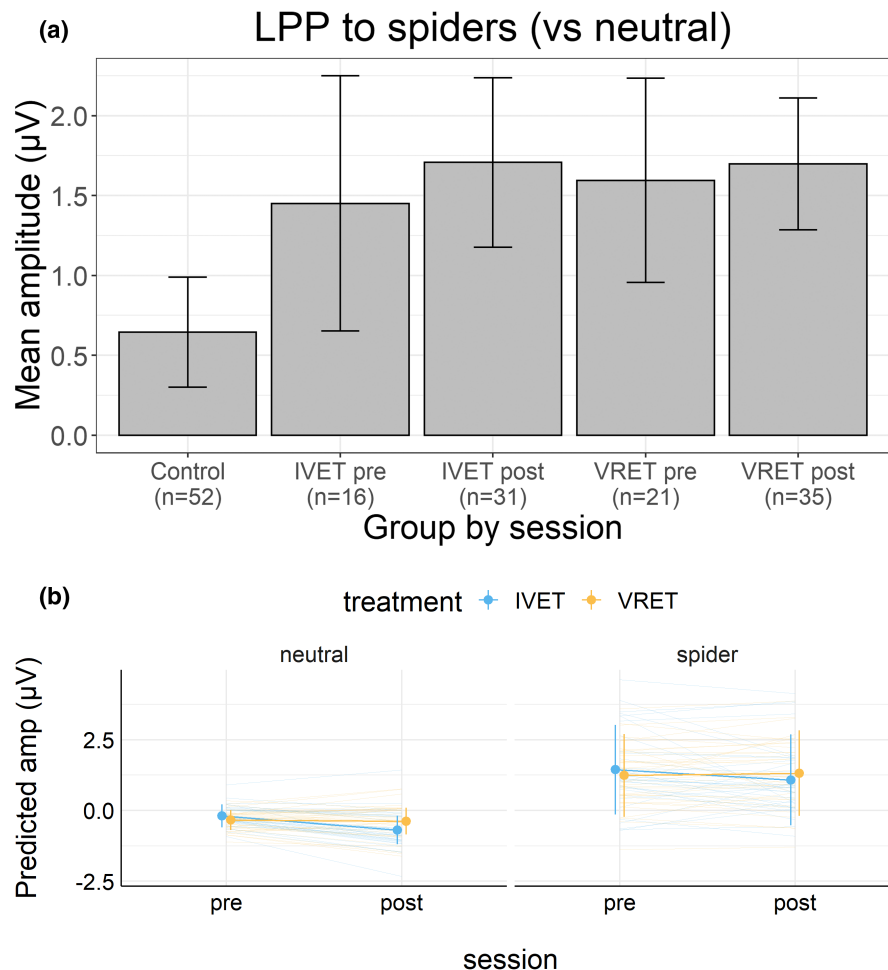 (a)
LPP to spiders (vs neutral)
Mean amplitude (µV)
2.0
1.5
1.0
0.5
0.0
Control IVET pre IVET post VRET pre VRET post
(n=52) (n=16) (n=31) (n=21) (n=35)
Group by session
(b)
treatment IVET VRET
neutral spider
Predicted amp (µV)
2.5
0.0
-2.5
pre post pre post
session